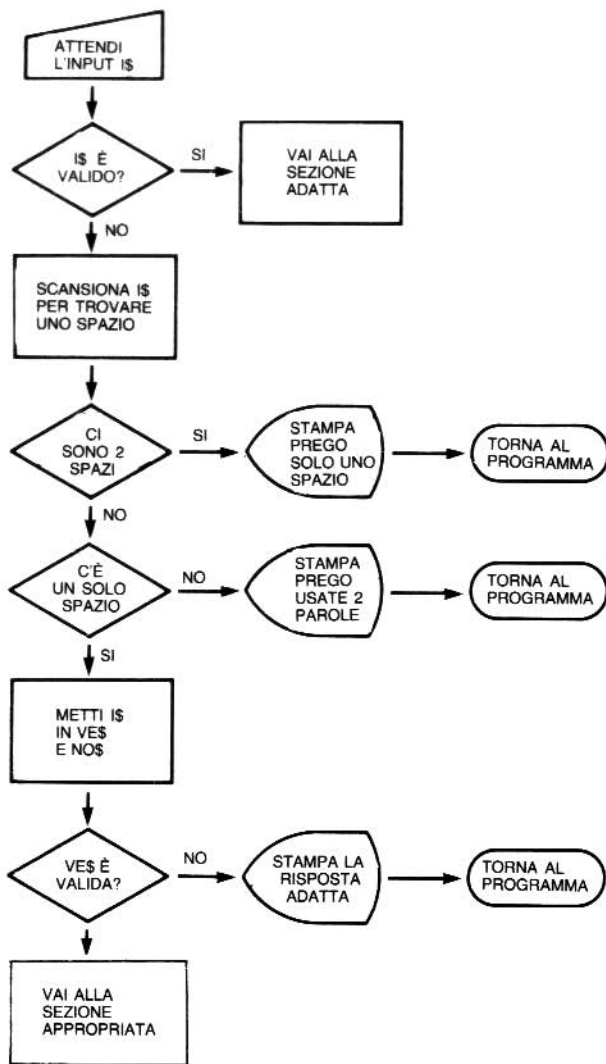 ATTENDI
L'INPUT I$
I$ È
VALIDO?
SI
VAI ALLA
SEZIONE
ADATTA
NO
SCANSIONA I$
PER TROVARE
UNO SPAZIO
CI
SONO 2
SPAZI
SI
STAMPA
PREGO
SOLO UNO
SPAZIO
TORNA AL
PROGRAMMA
NO
C'È
UN SOLO
SPAZIO
NO
STAMPA
PREGO
USATE 2
PAROLE
TORNA AL
PROGRAMMA
SI
METTI I$
IN VE$
E NO$
VE$ È
VALIDA?
NO
STAMPA LA
RISPOSTA
ADATTA
TORNA AL
PROGRAMMA
VAI ALLA
SEZIONE
APPROPRIATA